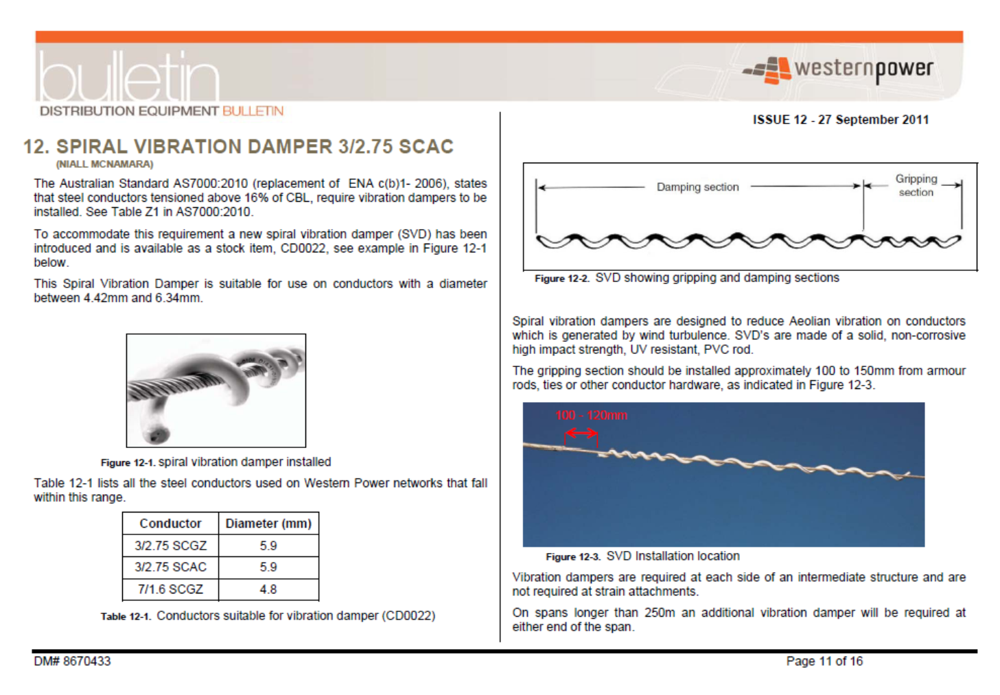 bulletin
DISTRIBUTION EQUIPMENT BULLETIN
westernpower
ISSUE 12 - 27 September 2011
12. SPIRAL VIBRATION DAMPER 3/2.75 SCAC
(NIALL MCNAMARA)
The Australian Standard AS7000:2010 (replacement of ENA c(b)1- 2006), states
that steel conductors tensioned above 16% of CBL, require vibration dampers to be
installed. See Table Z1 in AS7000:2010.
To accommodate this requirement a new spiral vibration damper (SVD) has been
introduced and is available as a stock item, CD0022, see example in Figure 12-1
below.
This Spiral Vibration Damper is suitable for use on conductors with a diameter
between 4.42mm and 6.34mm.
Figure 12-1. spiral vibration damper installed
Table 12-1 lists all the steel conductors used on Western Power networks that fall
within this range.
Conductor Diameter (mm)
3/2.75 SCGZ 5.9
3/2.75 SCAC 5.9
7/1.6 SCGZ 4.8
Table 12-1. Conductors suitable for vibration damper (CD0022)
Damping section
Gripping
section
Figure 12-2. SVD showing gripping and damping sections
Spiral vibration dampers are designed to reduce Aeolian vibration on conductors
which is generated by wind turbulence. SVD's are made of a solid, non-corrosive
high impact strength, UV resistant, PVC rod.
The gripping section should be installed approximately 100 to 150mm from armour
rods, ties or other conductor hardware, as indicated in Figure 12-3.
100 - 120mm
Figure 12-3. SVD Installation location
Vibration dampers are required at each side of an intermediate structure and are
not required at strain attachments.
On spans longer than 250m an additional vibration damper will be required at
either end of the span.
DM# 8670433
Page 11 of 16